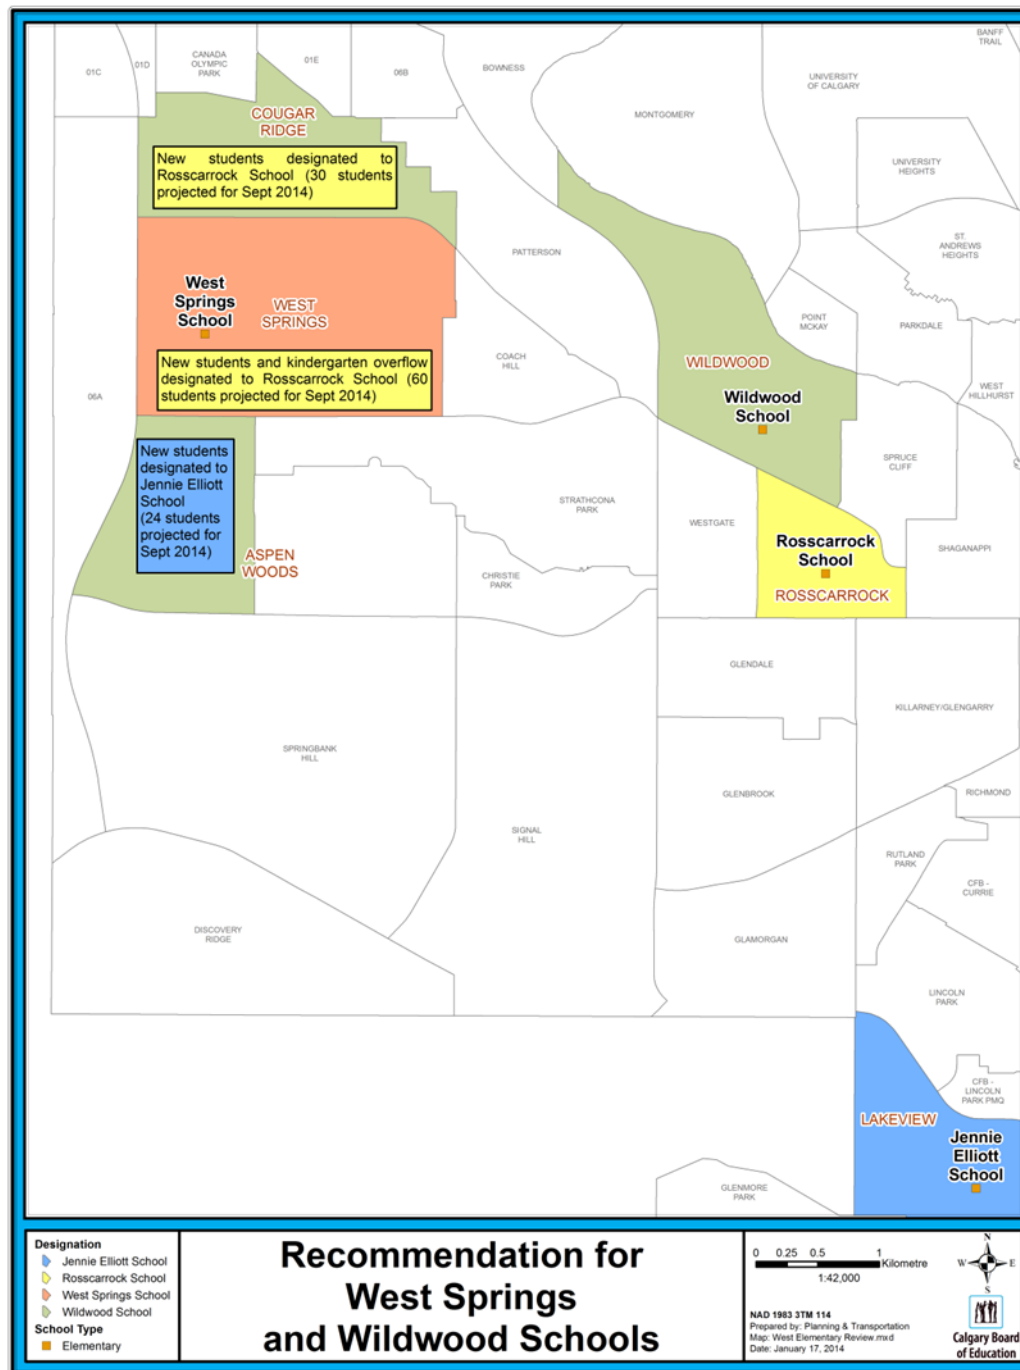 BANFF
TRAIL
CANADA
OLYMPIC
PARK
01C
01D
01E
06B
BOWNESS
UNIVERSITY
OF CALGARY
MONTGOMERY
COUGAR
RIDGE
New students designated to
Rosscarrock School (30 students
projected for Sept 2014)
UNIVERSITY
HEIGHTS
PATTERSON
ST.
ANDREWS
HEIGHTS
West
Springs
School
WEST
SPRINGS
POINT
MCKAY
PARKDALE
New students and kindergarten overflow
designated to Rosscarrock School (60
students projected for Sept 2014)
COACH
HILL
WILDWOOD
WEST
HILLHURST
06A
Wildwood
School
New students
designated to
Jennie Elliott
School
(24 students
projected for
Sept 2014)
SPRUCE
CLIFF
STRATHCONA
PARK
WESTGATE
ASPEN
WOODS
Rosscarrock
School
SHAGANAPPI
CHRISTIE
PARK
ROSSCARROCK
GLENDALE
KILLARNEY/GLENGARRY
SPRINGBANK
HILL
GLENBROOK
RICHMOND
SIGNAL
HILL
RUTLAND
PARK
CFB -
CURRIE
DISCOVERY
RIDGE
GLAMORGAN
LINCOLN
PARK
CFB -
LINCOLN
PARK PMQ
LAKEVIEW
Jennie
Elliott
School
GLENMORE
PARK
Designation
Jennie Elliott School
Rosscarrock School
West Springs School
Wildwood School
School Type
Elementary
Recommendation for
West Springs
and Wildwood Schools
0 0.25 0.5 1
Kilometre
1:42,000
NAD 1983 3TM 114
Prepared by: Planning & Transportation
Map: West Elementary Review.mxd
Date: January 17, 2014
N
W E
S
Calgary Board
of Education